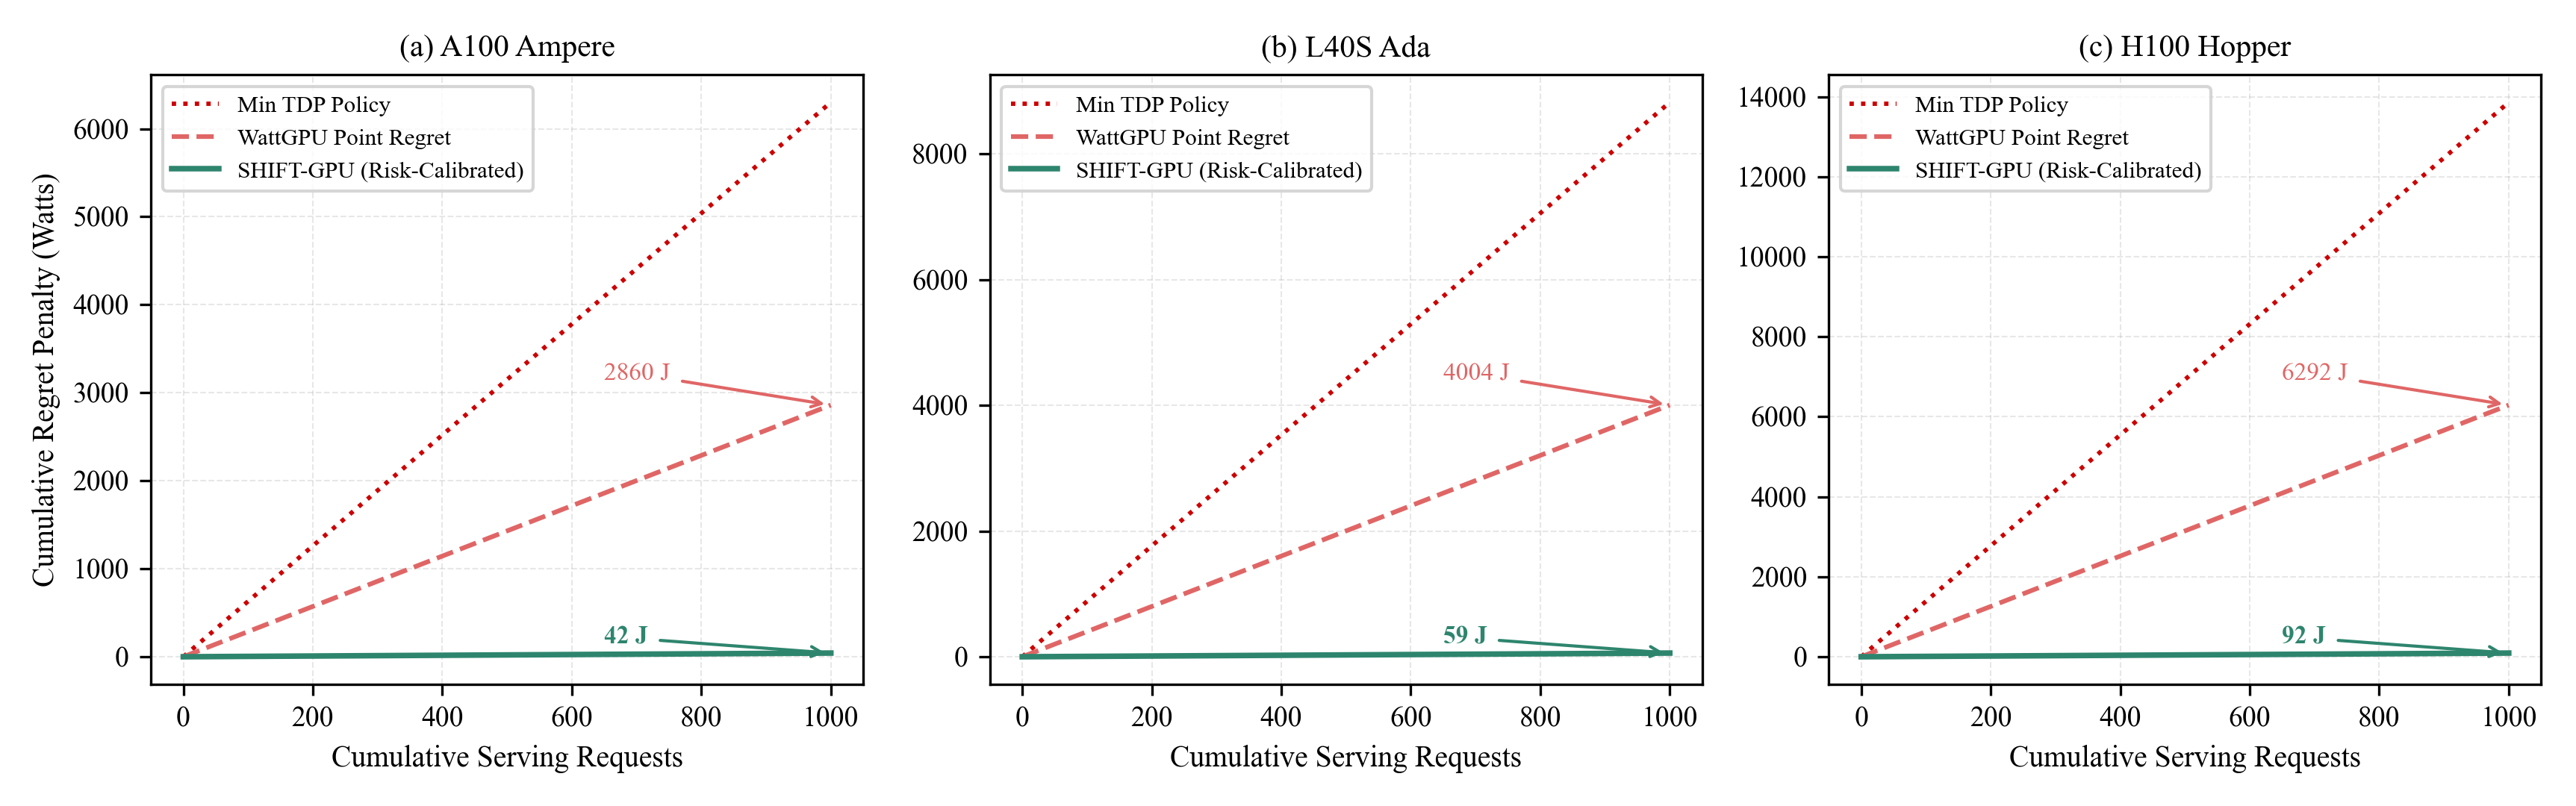 (a) A100 Ampere
Cumulative Regret Penalty (Watts)
6000
5000
4000
3000
2000
1000
0
Min TDP Policy
WattGPU Point Regret
SHIFT-GPU (Risk-Calibrated)
2860 J
42 J
0 200 400 600 800 1000
Cumulative Serving Requests
(b) L40S Ada
8000
6000
4000
2000
0
Min TDP Policy
WattGPU Point Regret
SHIFT-GPU (Risk-Calibrated)
4004 J
59 J
0 200 400 600 800 1000
Cumulative Serving Requests
(c) H100 Hopper
14000
12000
10000
8000
6000
4000
2000
0
Min TDP Policy
WattGPU Point Regret
SHIFT-GPU (Risk-Calibrated)
6292 J
92 J
0 200 400 600 800 1000
Cumulative Serving Requests